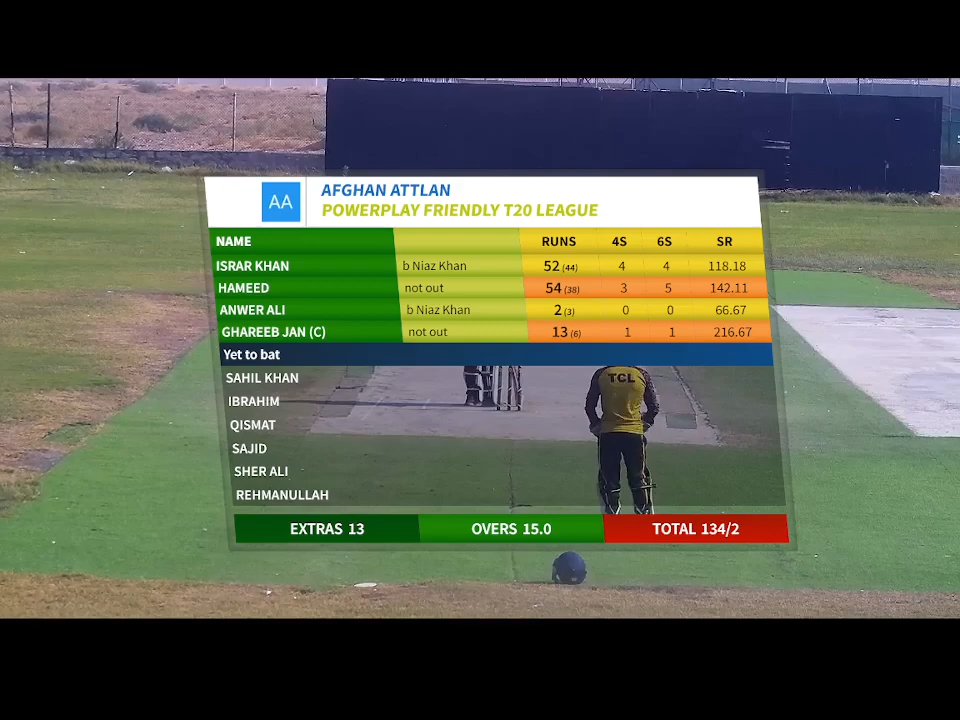 AA
AFGHAN ATTLAN
POWERPLAY FRIENDLY T20 LEAGUE
NAME RUNS 4S 6S SR
ISRAR KHAN b Niaz Khan 52 (44) 4 4 118.18
HAMEED not out 54 (38) 3 5 142.11
ANWER ALI b Niaz Khan 2 (3) 0 0 66.67
GHAREEB JAN (C) not out 13 (6) 1 1 216.67
Yet to bat
SAHIL KHAN
TCL
IBRAHIM
QISMAT
SAJID
SHER ALI
REHMANULLAH
EXTRAS 13 OVERS 15.0 TOTAL 134/2